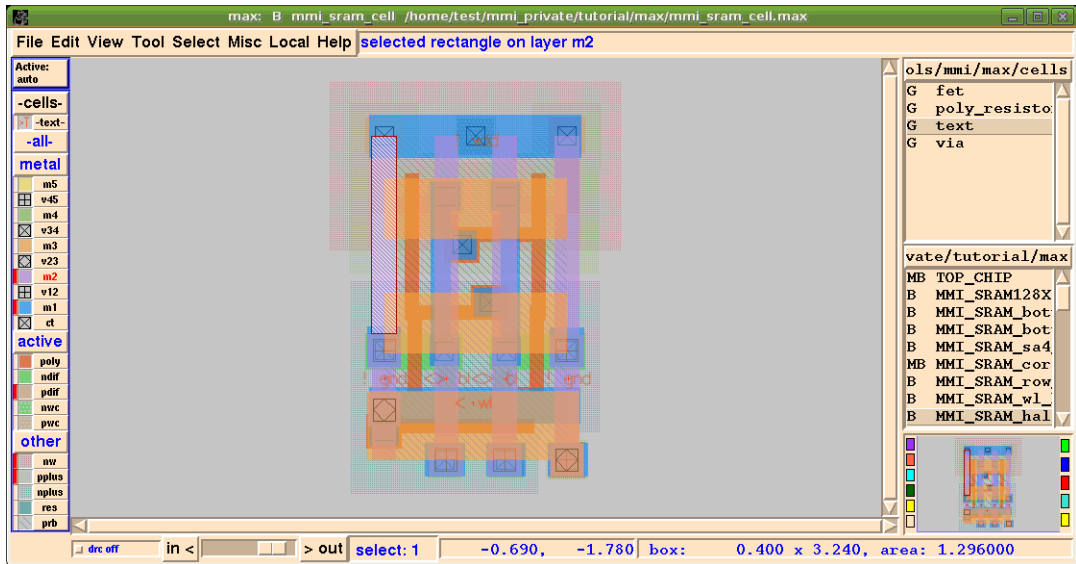 max: B mmi_sram_cell /home/test/mmi_private/tutorial/max/mmi_sram_cell.max
File Edit View Tool Select Misc Local Help selected rectangle on layer m2
Active:
auto
-cells-
-text-
-all-
metal
m5
v45
m4
v34
m3
v23
m2
v12
m1
ct
active
poly
ndif
pdif
nwc
pwc
other
nw
pplus
nplus
res
prb
! gnd
! gnd
< • wl
ols/mmi/max/cells
G fet
G poly_resisto
G text
G via
vate/tutorial/max
MB TOP_CHIP
B MMI_SRAM128X
B MMI_SRAM_bot
B MMI_SRAM_bot
B MMI_SRAM_sa4
MB MMI_SRAM_cor
B MMI_SRAM_row
B MMI_SRAM_wl_
B MMI_SRAM_hal
drc off in < > out select: 1 -0.690, -1.780 box: 0.400 x 3.240, area: 1.296000